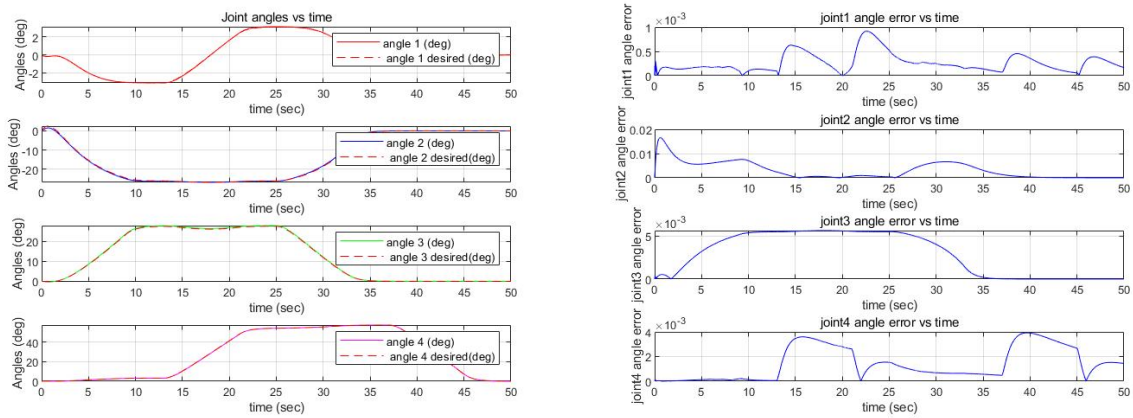 Joint angles vs time
Angles (deg)
2
0
-2
angle 1 (deg)
angle 1 desired (deg)
0 5 10 15 20 25 30 35 40 45 50
time (sec)
Angles (deg)
0
-10
-20
angle 2 (deg)
angle 2 desired(deg)
0 5 10 15 20 25 30 35 40 45 50
time (sec)
Angles (deg)
20
10
0
angle 3 (deg)
angle 3 desired(deg)
0 5 10 15 20 25 30 35 40 45 50
time (sec)
Angles (deg)
40
20
0
angle 4 (deg)
angle 4 desired(deg)
0 5 10 15 20 25 30 35 40 45 50
time (sec)
joint1 angle error vs time
×10-3
joint1 angle error
1
0.5
0
0 5 10 15 20 25 30 35 40 45 50
time (sec)
joint2 angle error vs time
joint2 angle error
0.02
0.01
0
0 5 10 15 20 25 30 35 40 45 50
time (sec)
joint3 angle error vs time
×10-3
joint3 angle error
5
0
0 5 10 15 20 25 30 35 40 45 50
time (sec)
joint4 angle error vs time
×10-3
joint4 angle error
4
2
0
0 5 10 15 20 25 30 35 40 45 50
time (sec)